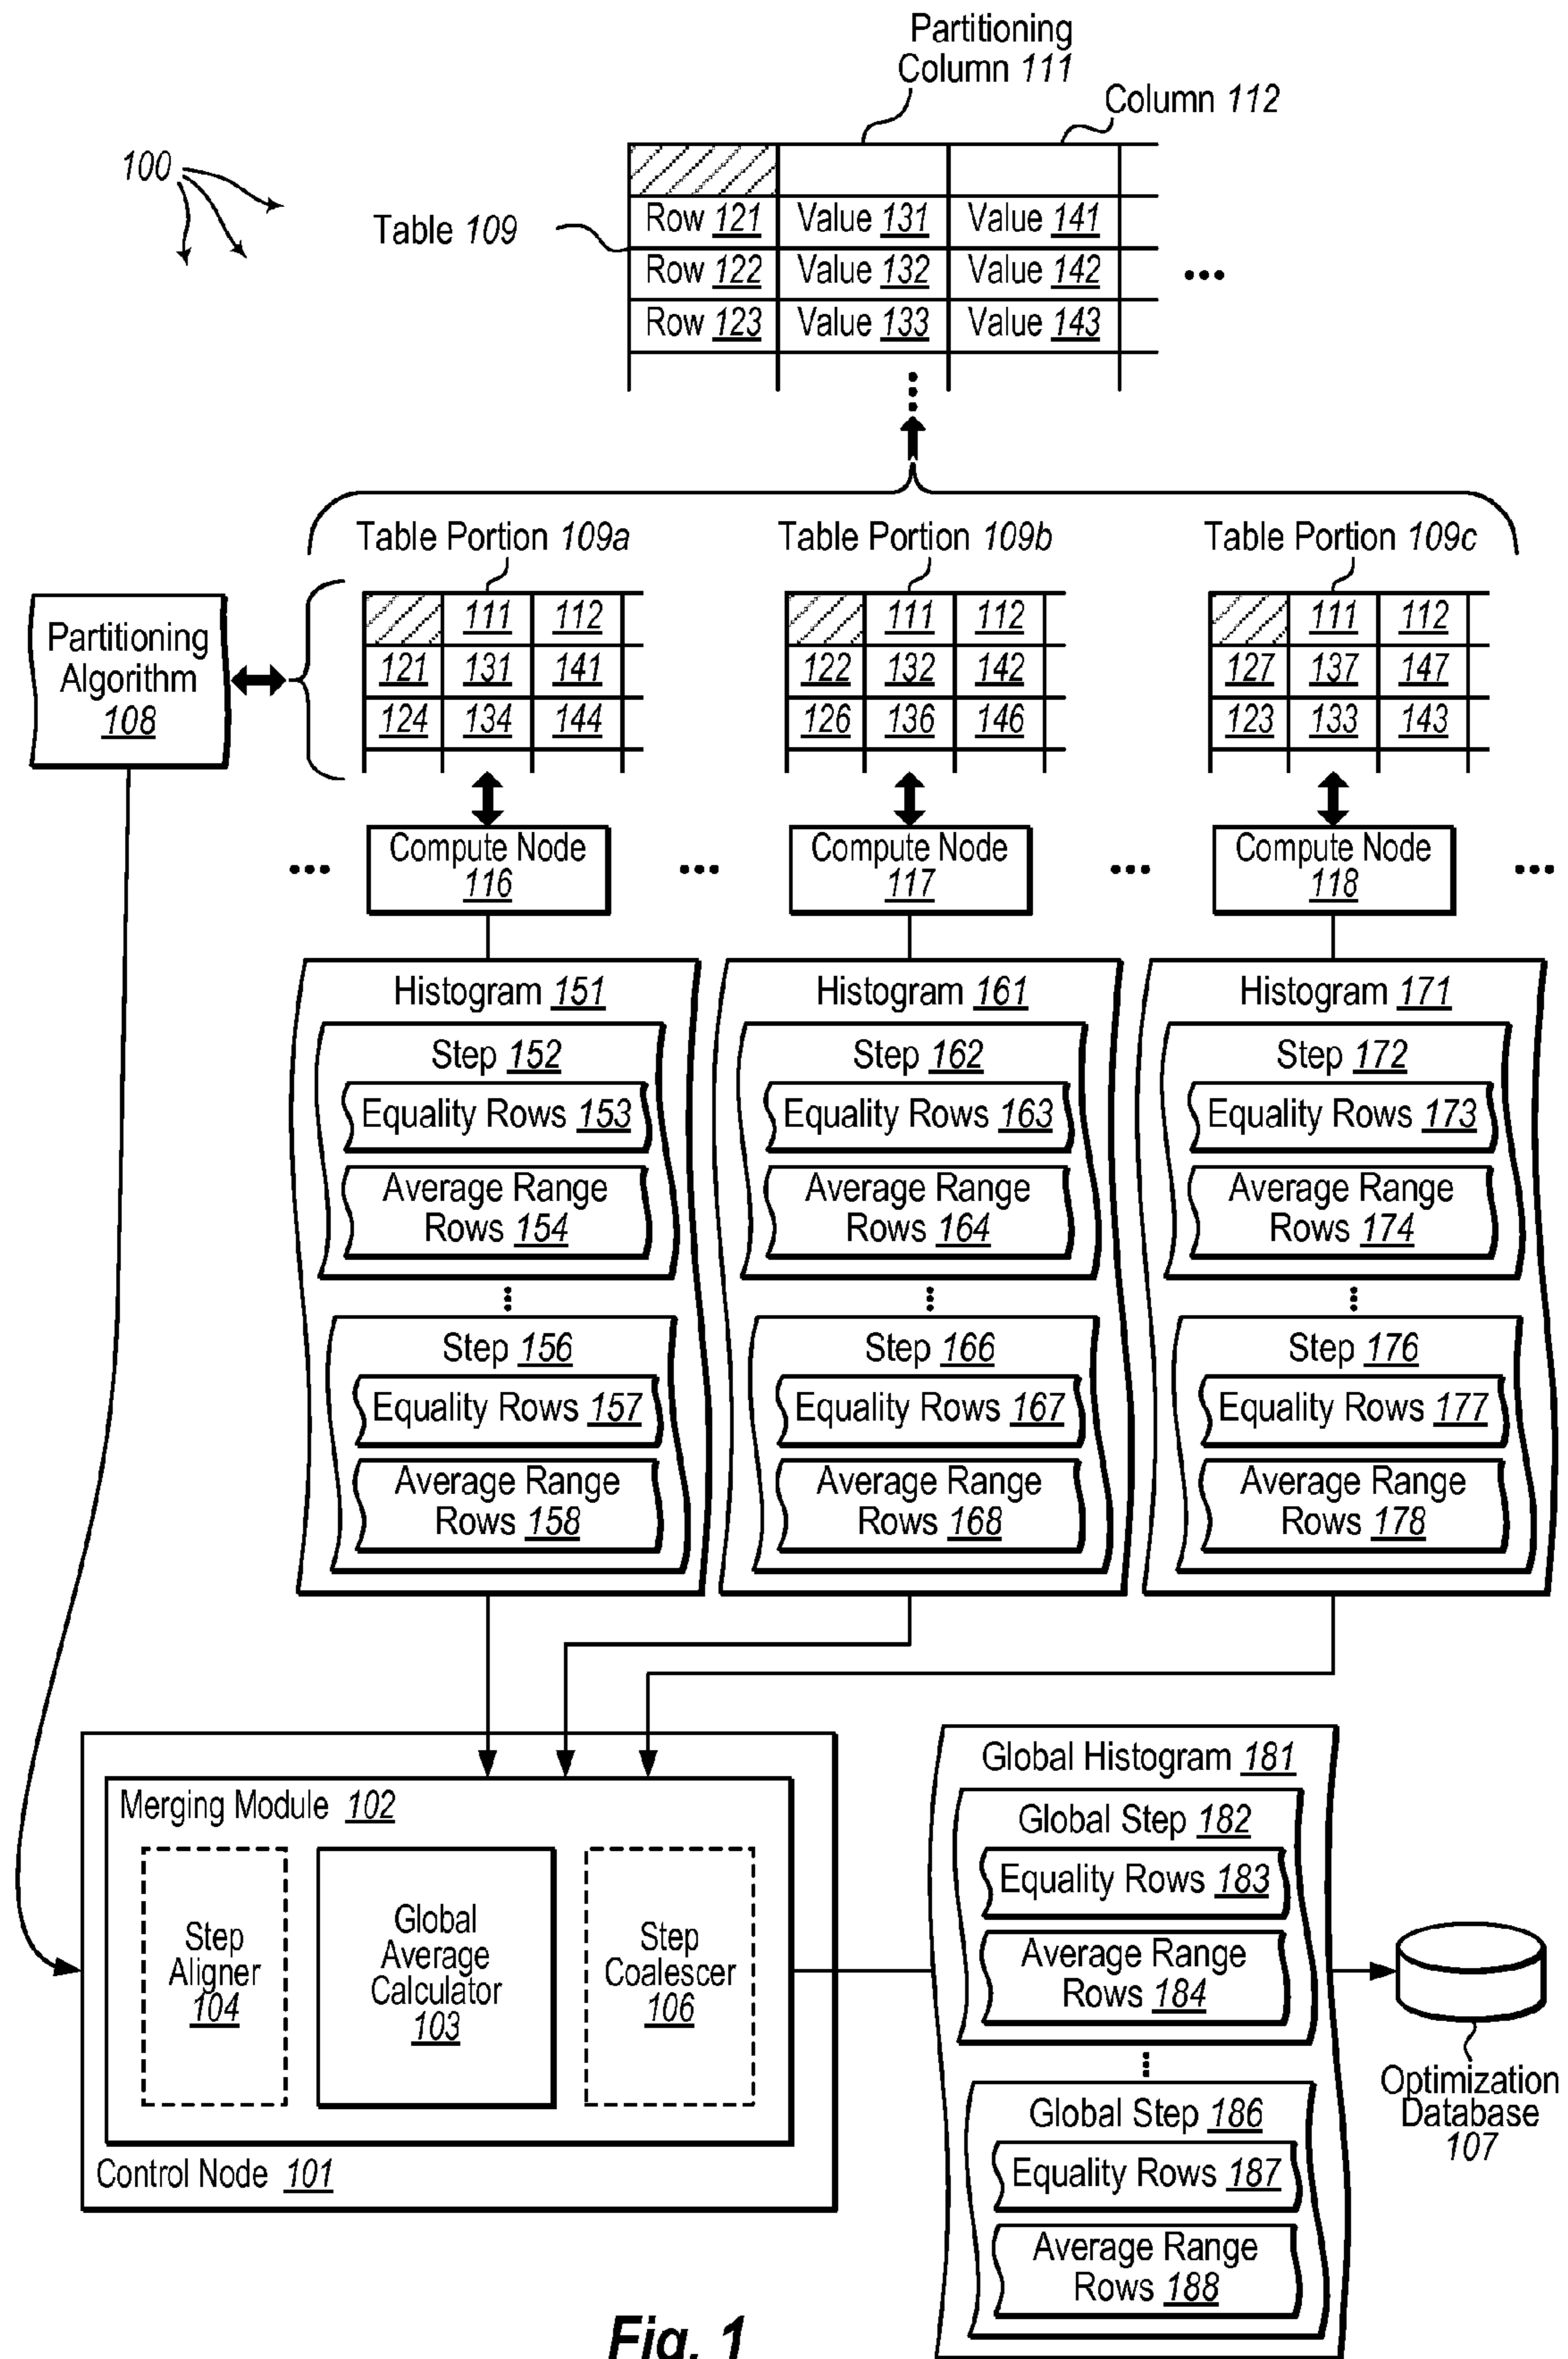 Partitioning
Column 111
Column 112
100
Table 109
Row 121 Value 131 Value 141
Row 122 Value 132 Value 142
Row 123 Value 133 Value 143
Table Portion 109a
Table Portion 109b
Table Portion 109c
Partitioning
Algorithm
108
111 112
121 131 141
124 134 144
111 112
122 132 142
126 136 146
111 112
127 137 147
123 133 143
Compute Node
116
Compute Node
117
Compute Node
118
Histogram 151
Step 152
Equality Rows 153
Average Range
Rows 154
Step 156
Equality Rows 157
Average Range
Rows 158
Histogram 161
Step 162
Equality Rows 163
Average Range
Rows 164
Step 166
Equality Rows 167
Average Range
Rows 168
Histogram 171
Step 172
Equality Rows 173
Average Range
Rows 174
Step 176
Equality Rows 177
Average Range
Rows 178
Merging Module 102
Step
Aligner
104
Global
Average
Calculator
103
Step
Coalescer
106
Control Node 101
Global Histogram 181
Global Step 182
Equality Rows 183
Average Range
Rows 184
Global Step 186
Equality Rows 187
Average Range
Rows 188
Optimization
Database
107
Fig. 1